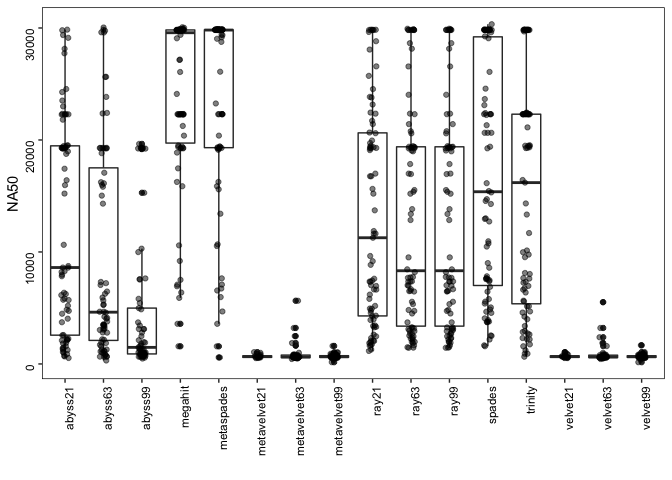 30000
20000
10000
0
NA50
abyss21
abyss63
abyss99
megahit
metaspades
metavelvet21
metavelvet63
metavelvet99
ray21
ray63
ray99
spades
trinity
velvet21
velvet63
velvet99